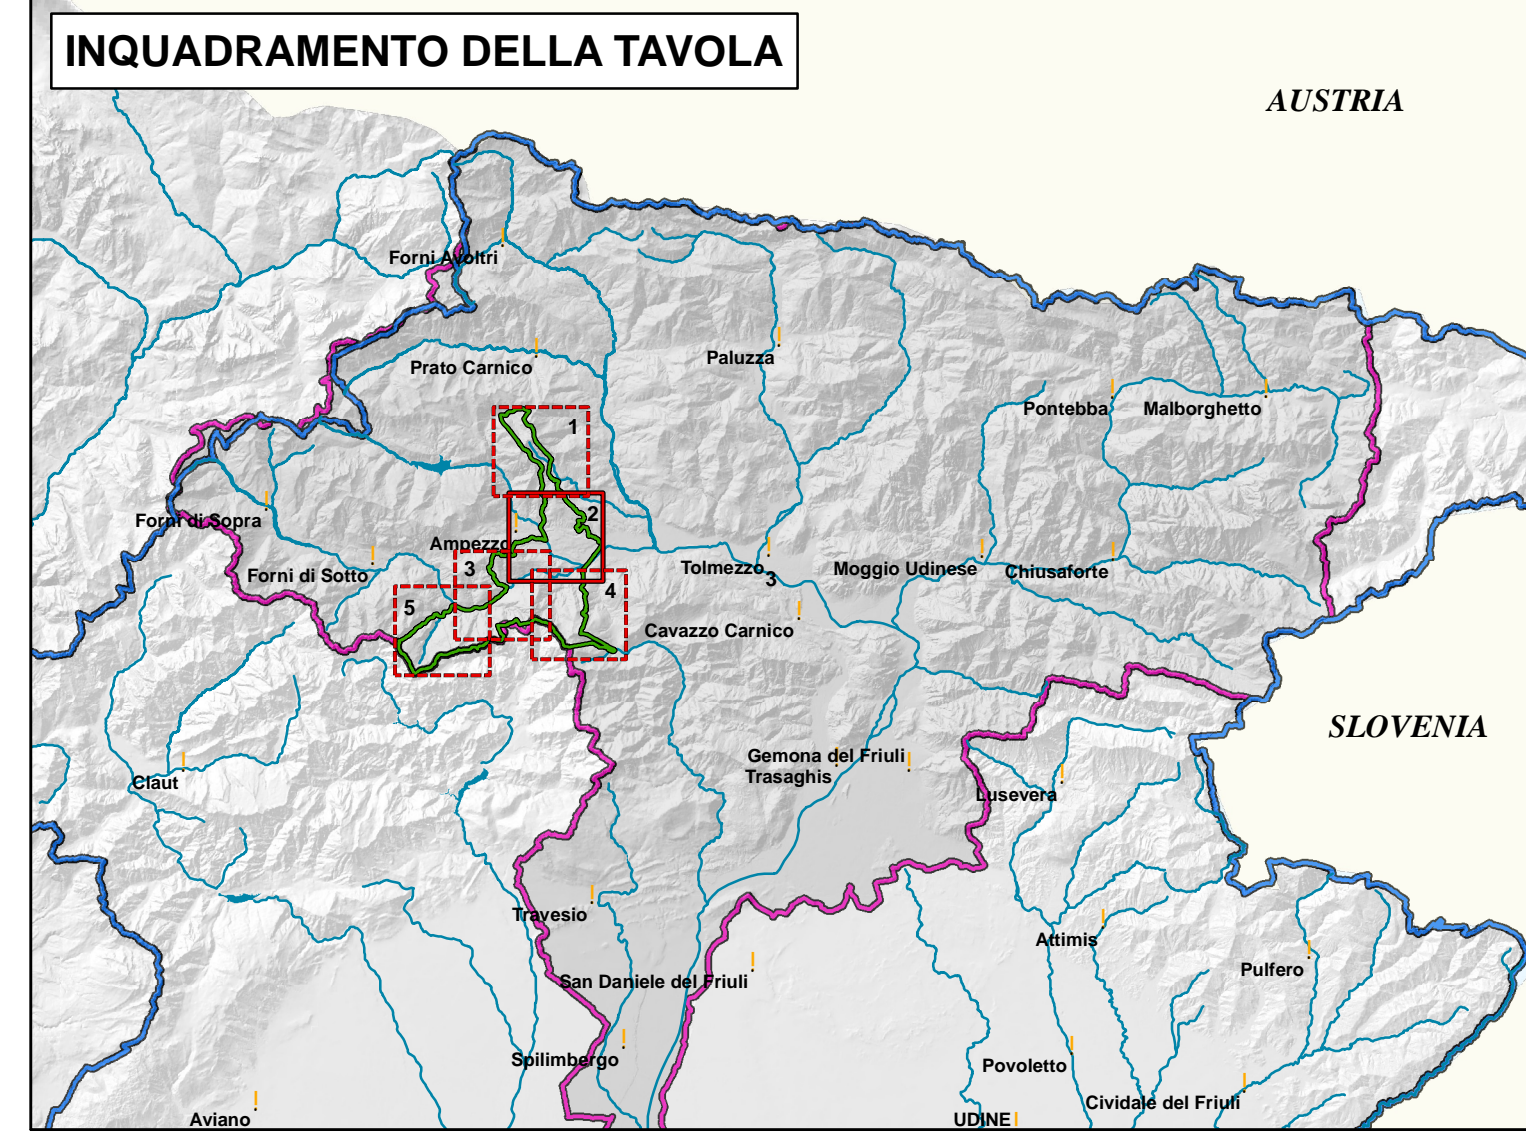 INQUADRAMENTO DELLA TAVOLA
AUSTRIA
Forni Avoltri
Paluzza
Prato Carnico
Pontebba
Malborghetto
1
2
Forni di Sopra
Ampezzo
Tolmezzo
3
Moggio Udinese
Chiusaforte
Forni di Sotto
3
4
5
Cavazzo Carnico
SLOVENIA
Gemona del Friuli
Trasaghis
Claut
Lusevera
Travesio
Attimis
Pulfero
San Daniele del Friuli
Spilimbergo
Povoletto
Cividale del Friuli
Aviano
UDINE